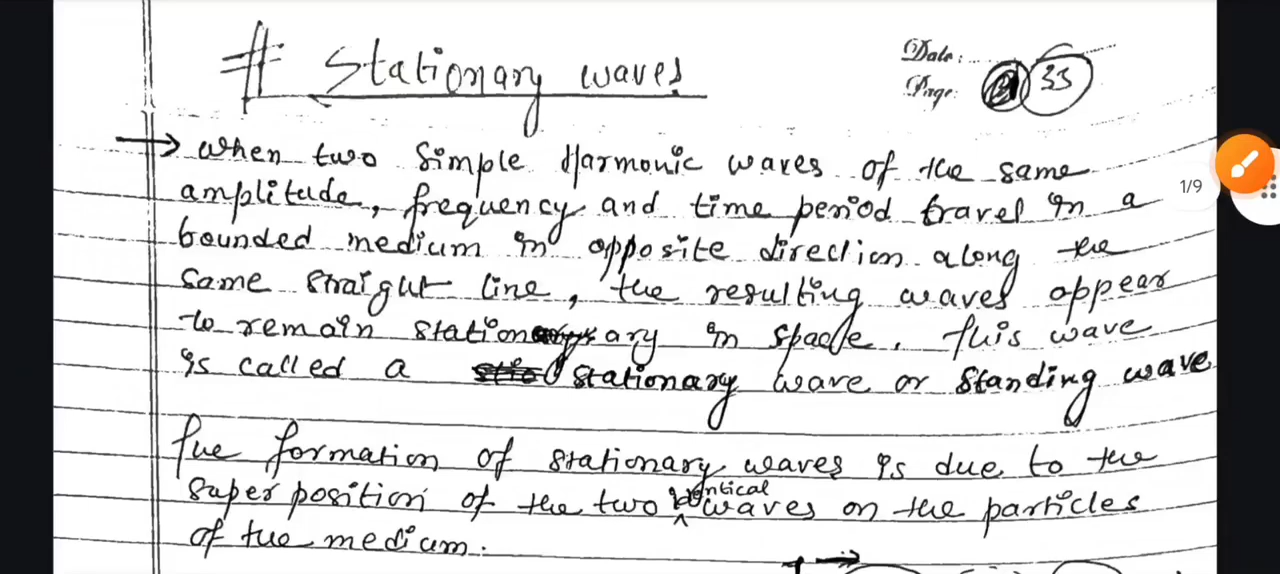 # Stationary waves
Date:
Page: 35
1/9
→ when two simple Harmonic waves of the same
amplitude, frequency and time period travel in a
bounded medium in opposite direction along the
same straight line, the resulting waves appear
to remain stationary in space. This wave
is called a stationary wave or standing wave
The formation of stationary waves is due to the
super position of the two identical waves on the particles
of the medium.